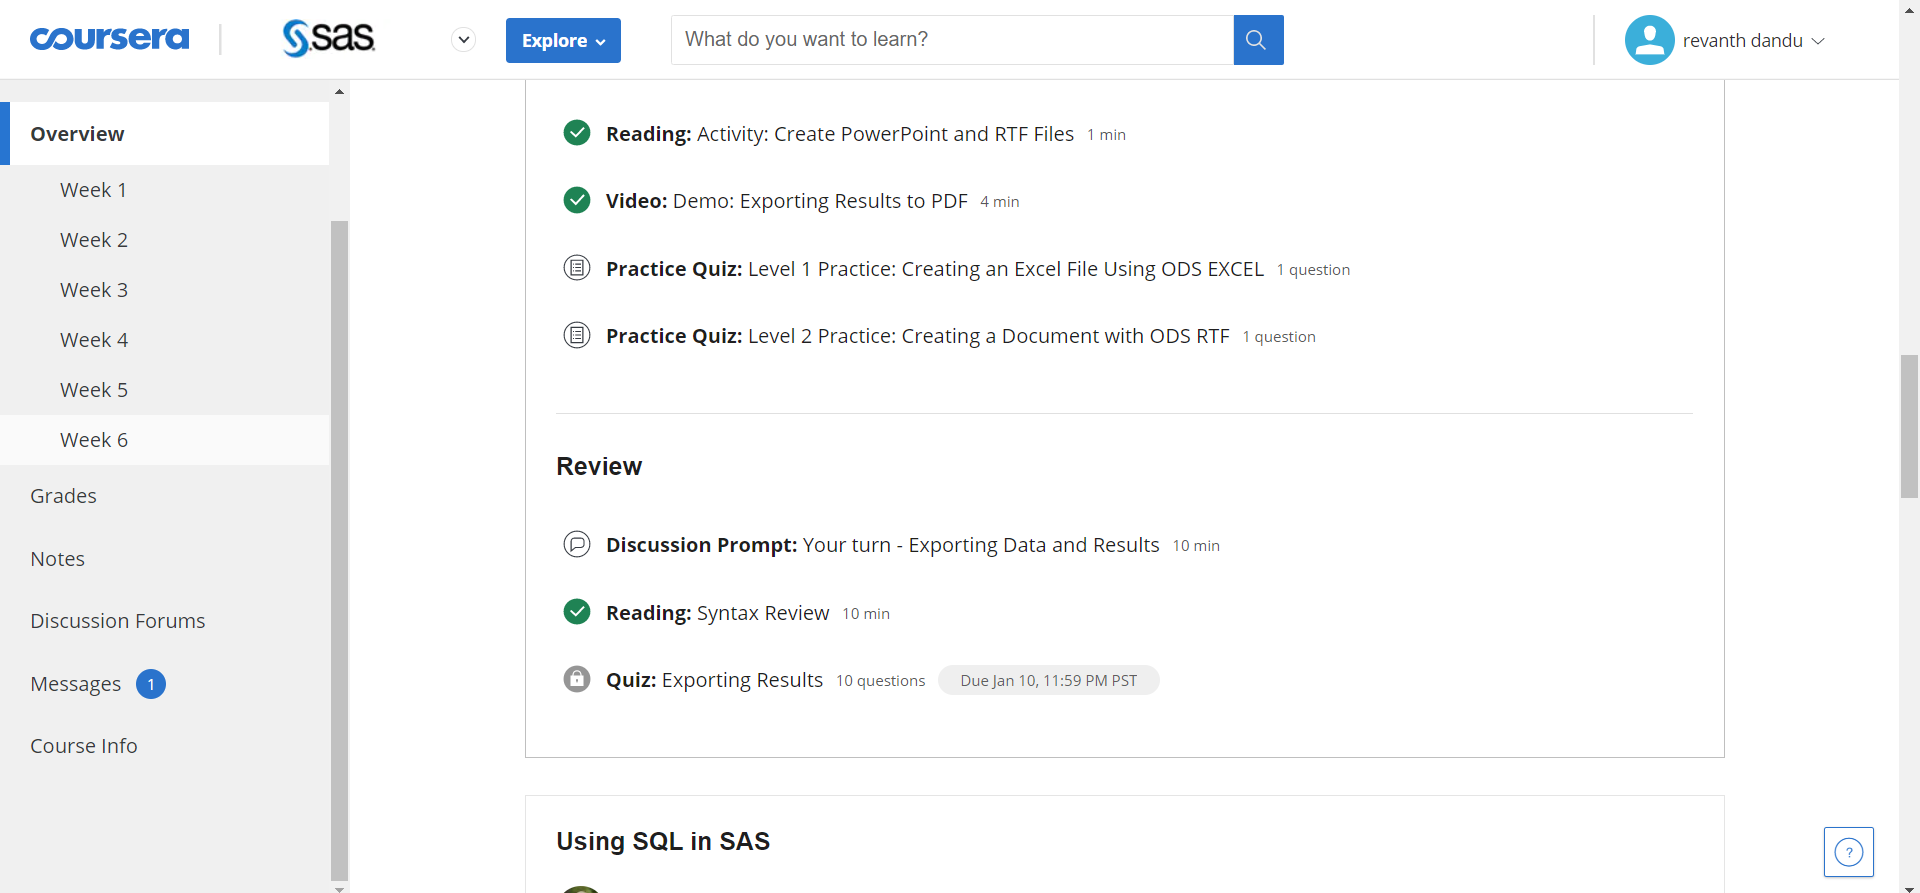 coursera
sas
Explore
What do you want to learn?
revanth dandu
Overview
Week 1
Week 2
Week 3
Week 4
Week 5
Week 6
Grades
Notes
Discussion Forums
Messages 1
Course Info
Reading: Activity: Create PowerPoint and RTF Files 1 min
Video: Demo: Exporting Results to PDF 4 min
Practice Quiz: Level 1 Practice: Creating an Excel File Using ODS EXCEL 1 question
Practice Quiz: Level 2 Practice: Creating a Document with ODS RTF 1 question
Review
Discussion Prompt: Your turn - Exporting Data and Results 10 min
Reading: Syntax Review 10 min
Quiz: Exporting Results 10 questions Due Jan 10, 11:59 PM PST
Using SQL in SAS
?